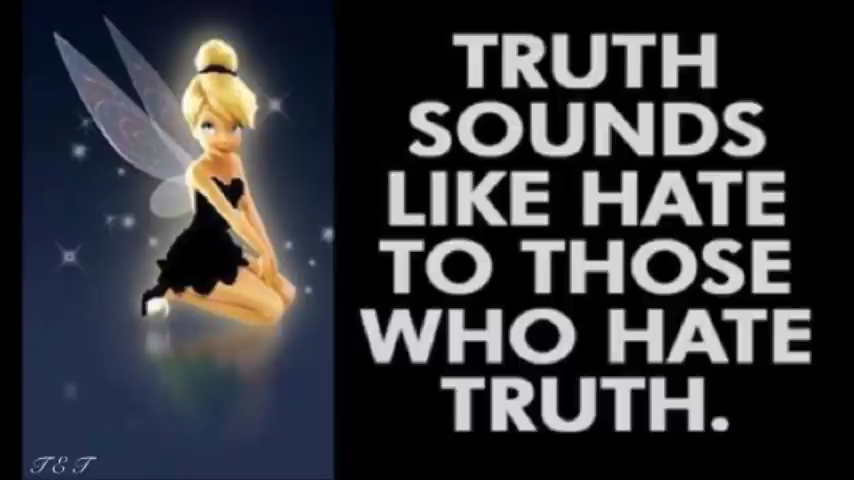 TRUTH
SOUNDS
LIKE HATE
TO THOSE
WHO HATE
TRUTH.
T E T